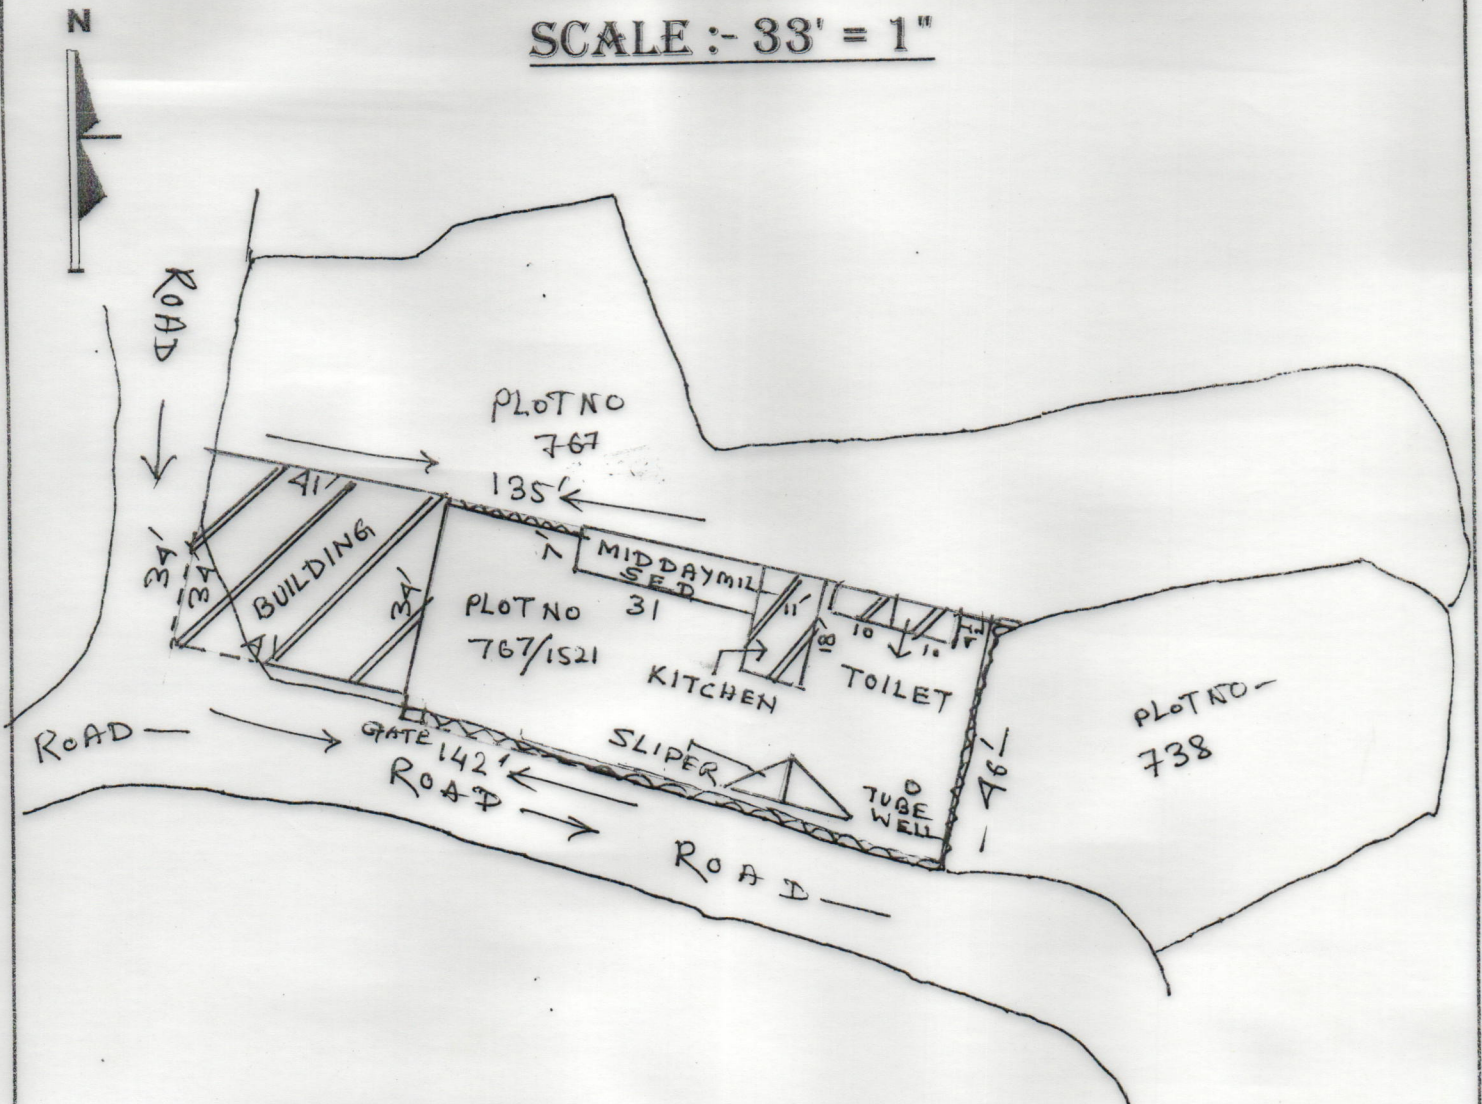 N
SCALE :- 33' = 1"
ROAD
PLOT NO
767
135'
41'
34'
34'
BUILDING
34'
41
7'
MIDDAYMIL
SED
31
PLOT NO
767/1521
11'
18
KITCHEN
10
10
TOILET
PLOT NO-
738
ROAD-
GATE
142'
ROAD
SLIPER
TUBE
WELL
- 46'-
ROAD-